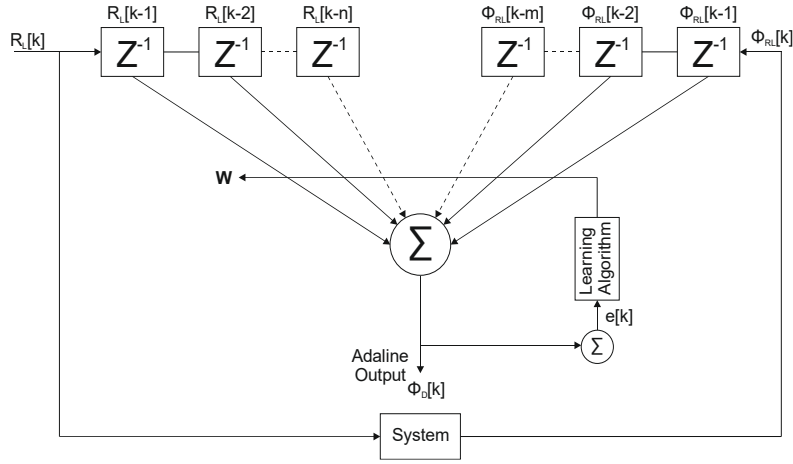 R_L[k-1] R_L[k-2] R_L[k-n] Φ_RL[k-m] Φ_RL[k-2] Φ_RL[k-1]
R_L[k] Z⁻¹ Z⁻¹ Z⁻¹ Z⁻¹ Z⁻¹ Z⁻¹ Φ_RL[k]
W
Σ
Learning
Algorithm
e[k]
Σ
Adaline
Output
Φ_D[k]
System